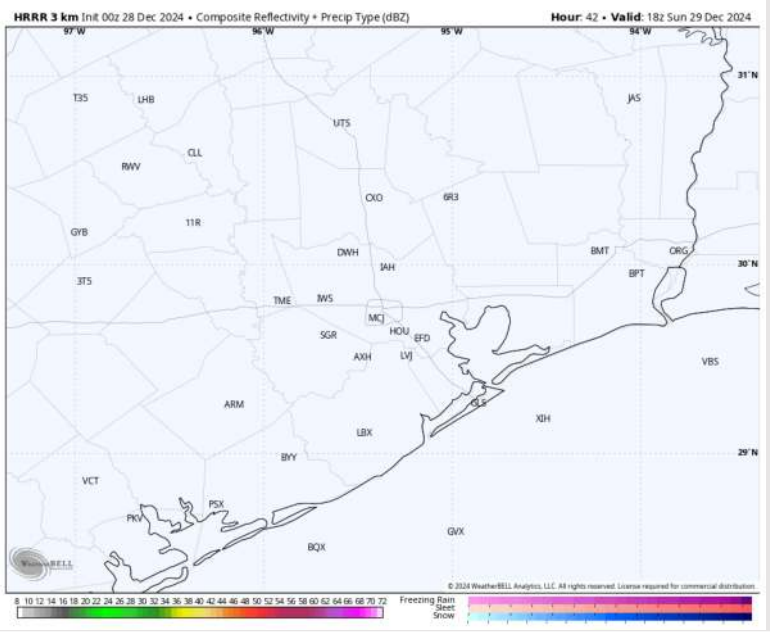 HRRR 3 km Init 00z 28 Dec 2024 • Composite Reflectivity + Precip Type (dBZ) Hour: 42 • Valid: 18z Sun 29 Dec 2024
97°W 96°W 95°W 94°W
31°N
T35 LHB JAS
UTS
CLL
RWV
OXO 6R3
11R
GYB
DWH BMT ORG
IAH 30°N
BPT
3T5
TME IWS
MCJ
HOU
SGR EFD
AXH LVJ
VBS
ARM GLS
XIH
LBX
BYY 29°N
VCT
PSX
PKV
GVX
BQX
WeatherBELL
© 2024 WeatherBELL Analytics, LLC. All rights reserved. License required for commercial distribution.
8 10 12 14 16 18 20 22 24 26 28 30 32 34 36 38 40 42 44 46 48 50 52 54 56 58 60 62 64 66 68 70 72
Freezing Rain
Sleet
Snow